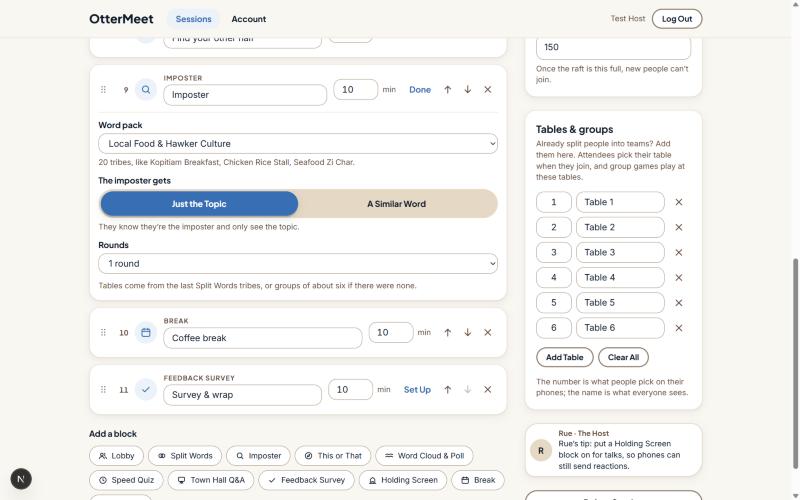 OtterMeet
Sessions
Account
Test Host
Log Out
Find your other half
150
Once the raft is this full, new people can't
join.
9
IMPOSTER
Imposter
10
min
Done
Word pack
Local Food & Hawker Culture
20 tribes, like Kopitiam Breakfast, Chicken Rice Stall, Seafood Zi Char.
The imposter gets
Just the Topic
A Similar Word
They know they're the imposter and only see the topic.
Rounds
1 round
Tables come from the last Split Words tribes, or groups of about six if there were none.
10
BREAK
Coffee break
10
min
11
FEEDBACK SURVEY
Survey & wrap
10
min
Set Up
Add a block
Lobby
Split Words
Imposter
This or That
Word Cloud & Poll
Speed Quiz
Town Hall Q&A
Feedback Survey
Holding Screen
Break
Tables & groups
Already split people into teams? Add
them here. Attendees pick their table
when they join, and group games play at
these tables.
1 Table 1
2 Table 2
3 Table 3
4 Table 4
5 Table 5
6 Table 6
Add Table
Clear All
The number is what people pick on their
phones; the name is what everyone sees.
R
Rue · The Host
Rue's tip: put a Holding Screen
block on for talks, so phones can
still send reactions.
N